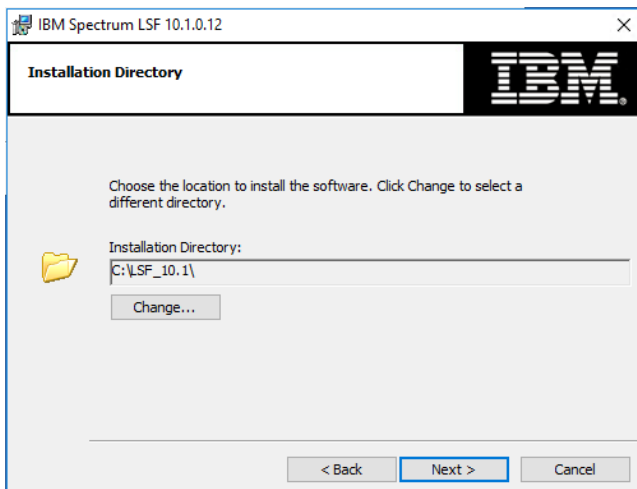 IBM Spectrum LSF 10.1.0.12
Installation Directory
IBM
Choose the location to install the software. Click Change to select a
different directory.
Installation Directory:
C:\LSF_10.1\
Change...
< Back
Next >
Cancel